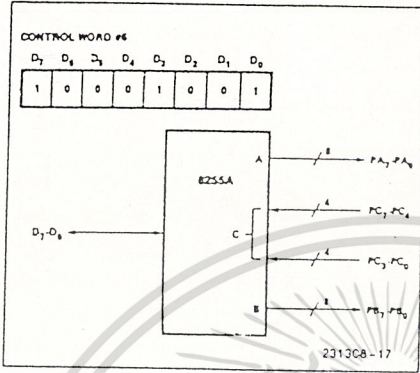 CONTROL WORD #6
D7 D6 D5 D4 D3 D2 D1 D0
1 0 0 0 1 0 0 1
8255A
A
8
PA7-PA0
4
PC7-PC4
D7-D0
C
4
PC3-PC0
B
8
PB7-PB0
231308-17